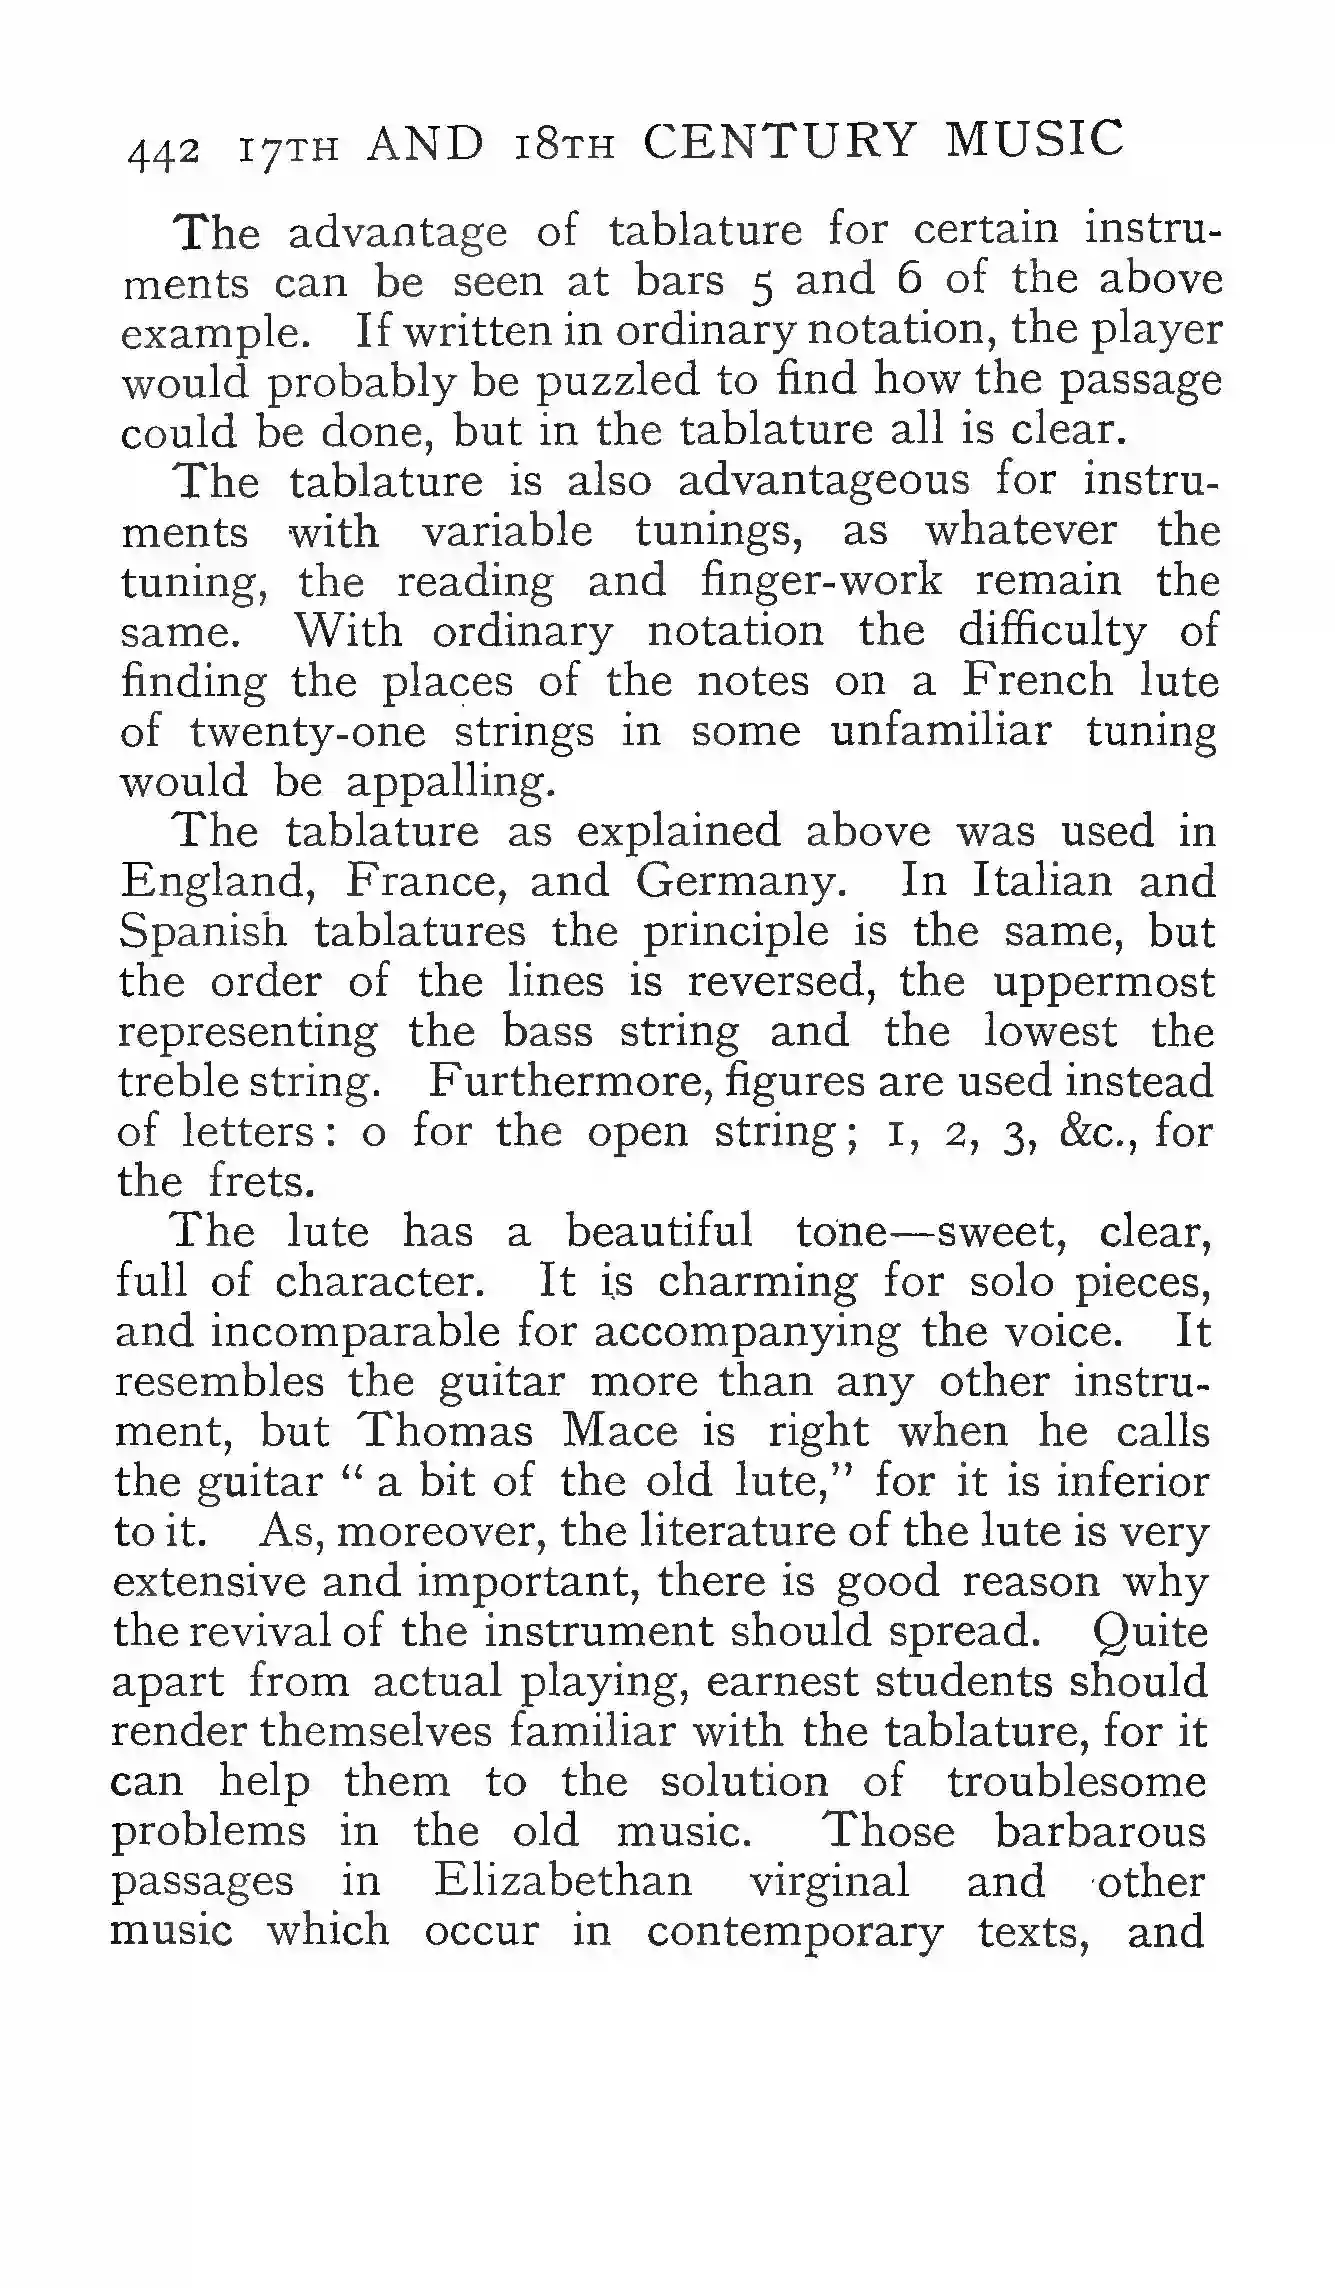 442 17TH AND 18TH CENTURY MUSIC
The advantage of tablature for certain instru-
ments can be seen at bars 5 and 6 of the above
example. If written in ordinary notation, the player
would probably be puzzled to find how the passage
could be done, but in the tablature all is clear.
The tablature is also advantageous for instru-
ments with variable tunings, as whatever the
tuning, the reading and finger-work remain the
same. With ordinary notation the difficulty of
finding the places of the notes on a French lute
of twenty-one strings in some unfamiliar tuning
would be appalling.
The tablature as explained above was used in
England, France, and Germany. In Italian and
Spanish tablatures the principle is the same, but
the order of the lines is reversed, the uppermost
representing the bass string and the lowest the
treble string. Furthermore, figures are used instead
of letters: 0 for the open string; 1, 2, 3, &c., for
the frets.
The lute has a beautiful tone—sweet, clear,
full of character. It is charming for solo pieces,
and incomparable for accompanying the voice. It
resembles the guitar more than any other instru-
ment, but Thomas Mace is right when he calls
the guitar “a bit of the old lute,” for it is inferior
to it. As, moreover, the literature of the lute is very
extensive and important, there is good reason why
the revival of the instrument should spread. Quite
apart from actual playing, earnest students should
render themselves familiar with the tablature, for it
can help them to the solution of troublesome
problems in the old music. Those barbarous
passages in Elizabethan virginal and other
music which occur in contemporary texts, and